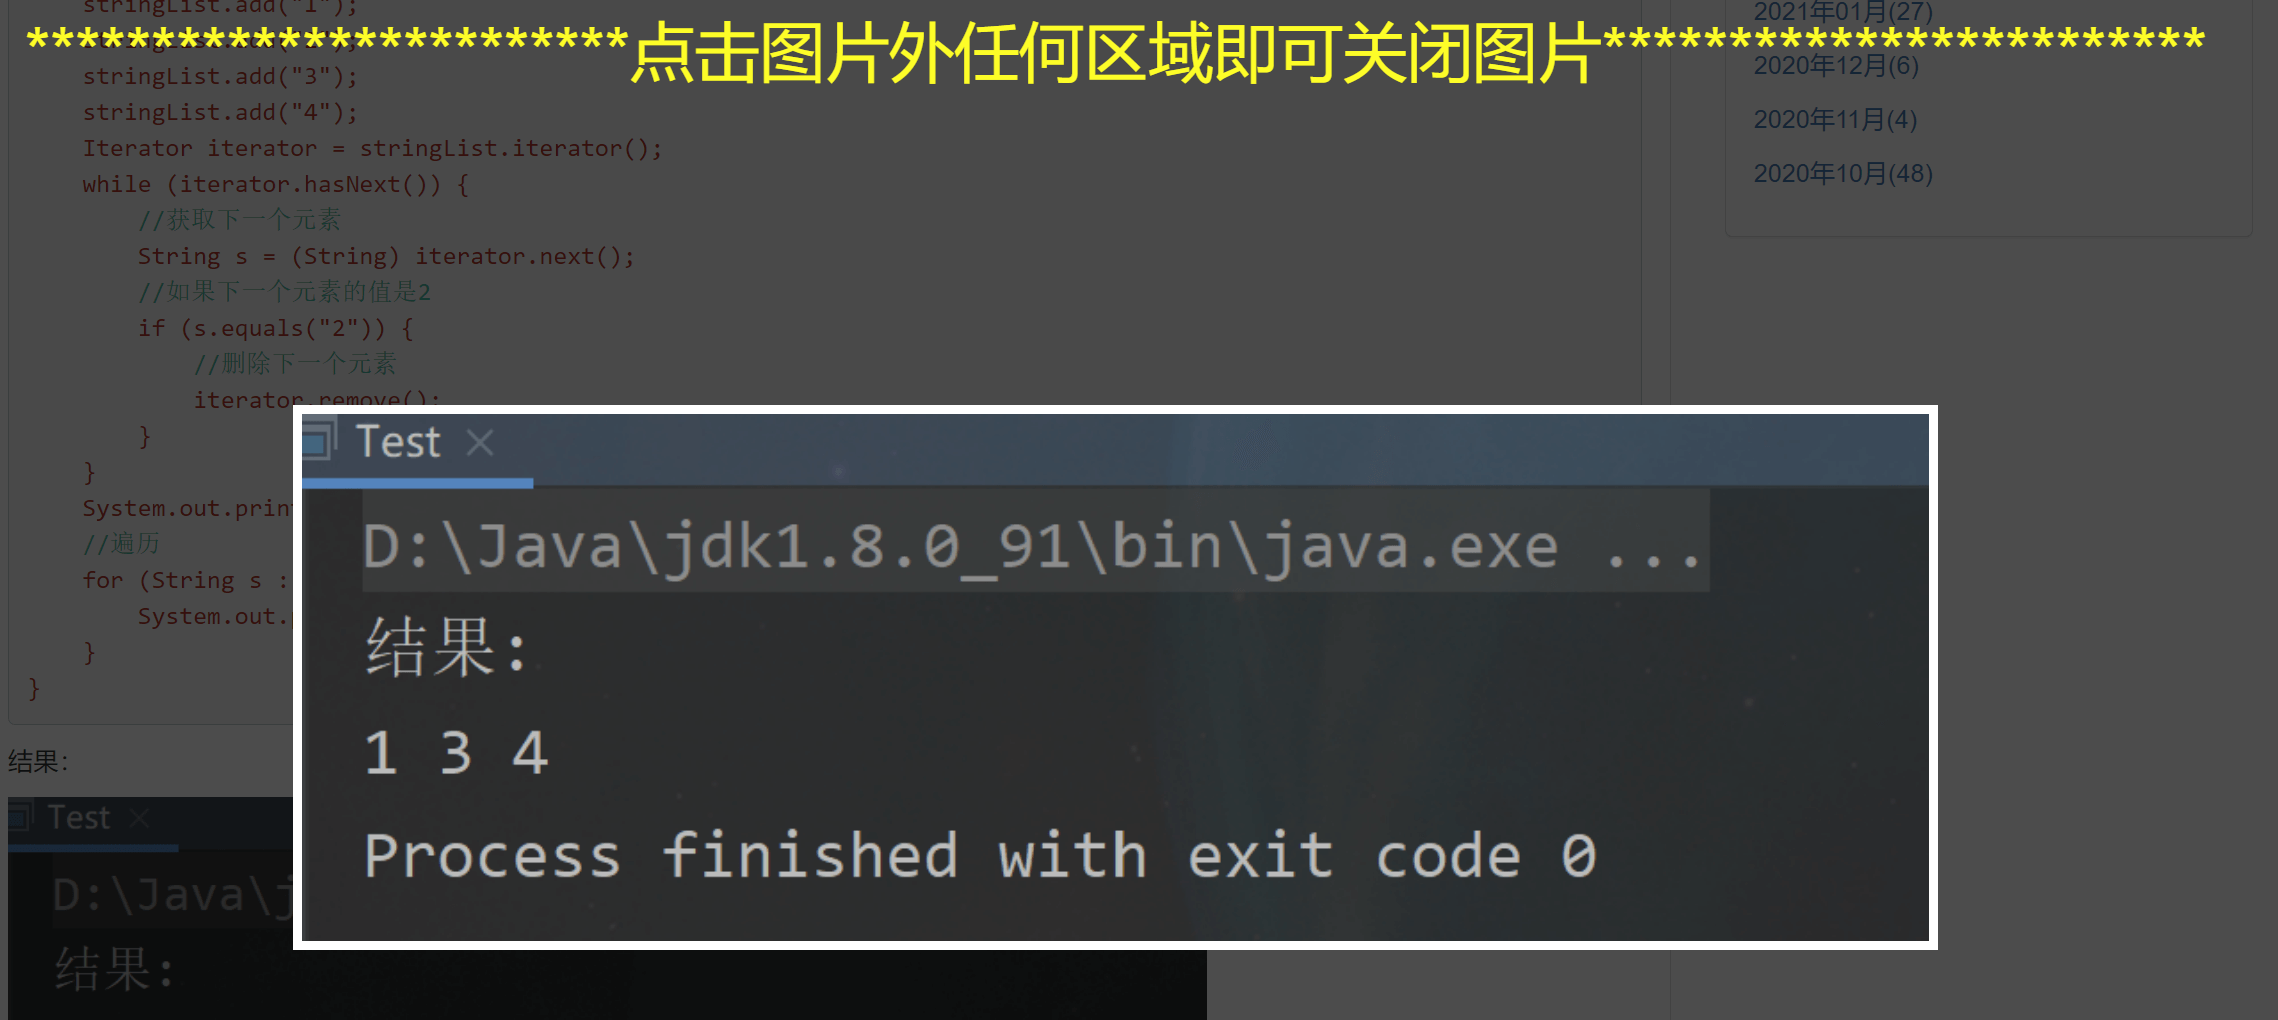 stringList.add("1");
************************点击图片外任何区域即可关闭图片************************
stringList.add("3");
stringList.add("4");
Iterator iterator = stringList.iterator();
while (iterator.hasNext()) {
//获取下一个元素
String s = (String) iterator.next();
//如果下一个元素的值是2
if (s.equals("2")) {
//删除下一个元素
iterator.remove();
}
}
System.out.prin
//遍历
for (String s :
System.out.
}
}
结果：
Test
D:\Java\j
结果:
Test
D:\Java\jdk1.8.0_91\bin\java.exe ...
结果:
1 3 4
Process finished with exit code 0
2021年01月(27)
2020年12月(6)
2020年11月(4)
2020年10月(48)